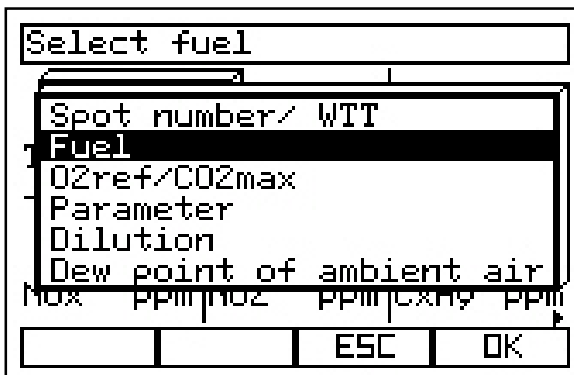 Select fuel
Spot number/ WTT
Fuel
O2ref/CO2max
Parameter
Dilution
Dew point of ambient air
NOx ppm NO2 ppm CxHy ppm
ESC OK